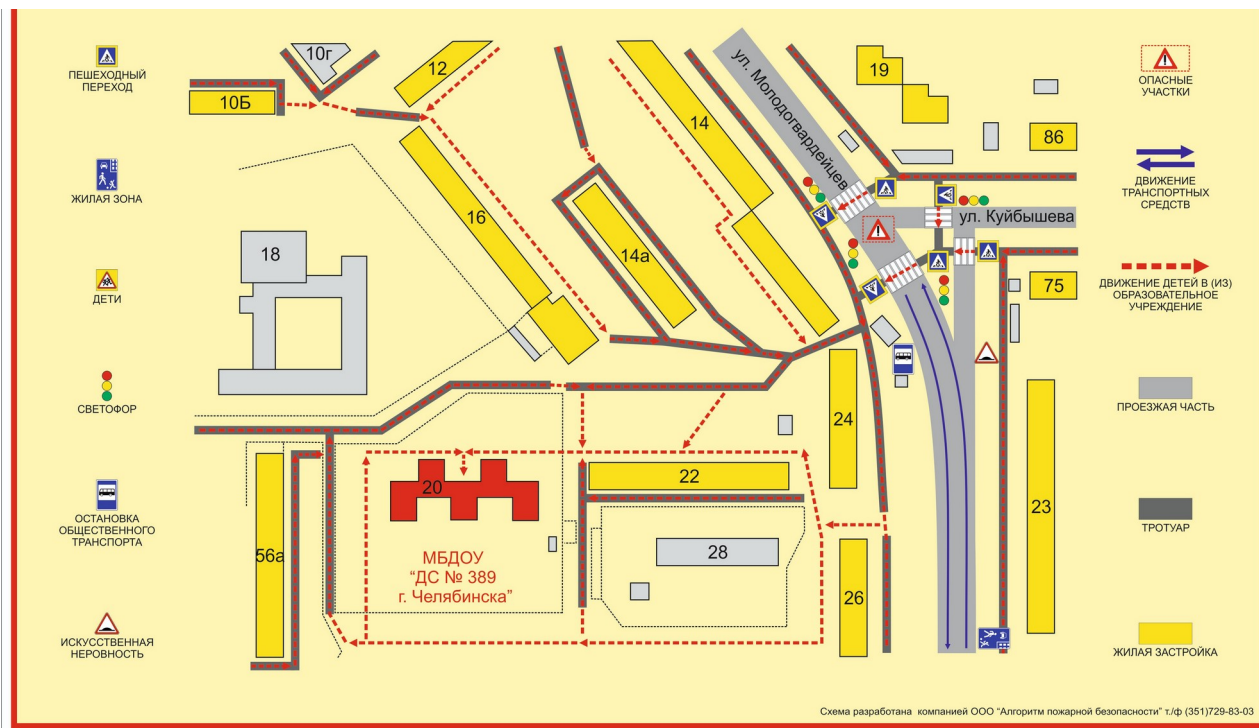 ПЕШЕХОДНЫЙ
ПЕРЕХОД
ЖИЛАЯ ЗОНА
ДЕТИ
СВЕТОФОР
ОСТАНОВКА
ОБЩЕСТВЕННОГО
ТРАНСПОРТА
ИСКУССТВЕННАЯ
НЕРОВНОСТЬ
10г
12
10Б
14
16
14а
18
19
86
75
ул. Молодогвардейцев
ул. Куйбышева
24
22
20
23
28
56а
26
МБДОУ
“ДС № 389
г. Челябинска”
ОПАСНЫЕ
УЧАСТКИ
ДВИЖЕНИЕ
ТРАНСПОРТНЫХ
СРЕДСТВ
ДВИЖЕНИЕ ДЕТЕЙ В (ИЗ)
ОБРАЗОВАТЕЛЬНОЕ
УЧРЕЖДЕНИЕ
ПРОЕЗЖАЯ ЧАСТЬ
ТРОТУАР
ЖИЛАЯ ЗАСТРОЙКА
Схема разработана компанией ООО “Алгоритм пожарной безопасности” т./ф (351)729-83-03